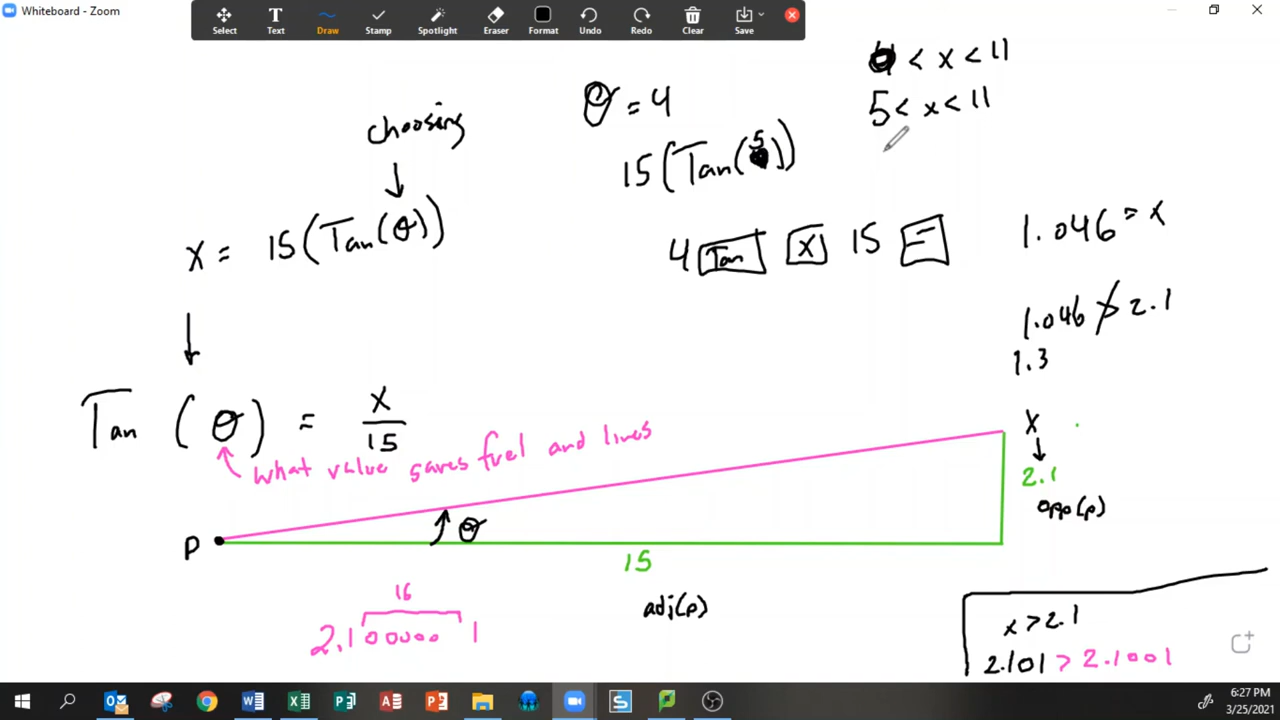 Whiteboard - Zoom
Select Text Draw Stamp Spotlight Eraser Format Undo Redo Clear Save
< x < 11
5 < x < 11
θ = 4
choosing
15(Tan(5))
x = 15(Tan(θ))
4 Tan x 15 =
1.046 = x
1.046 > 2.1
1.3
Tan (θ) = x/15
what value saves fuel and lines
x
2.1
opp(p)
P
θ
15
adj(p)
16
2.1000000 1
x > 2.1
2.101 > 2.1001
6:27 PM
3/25/2021